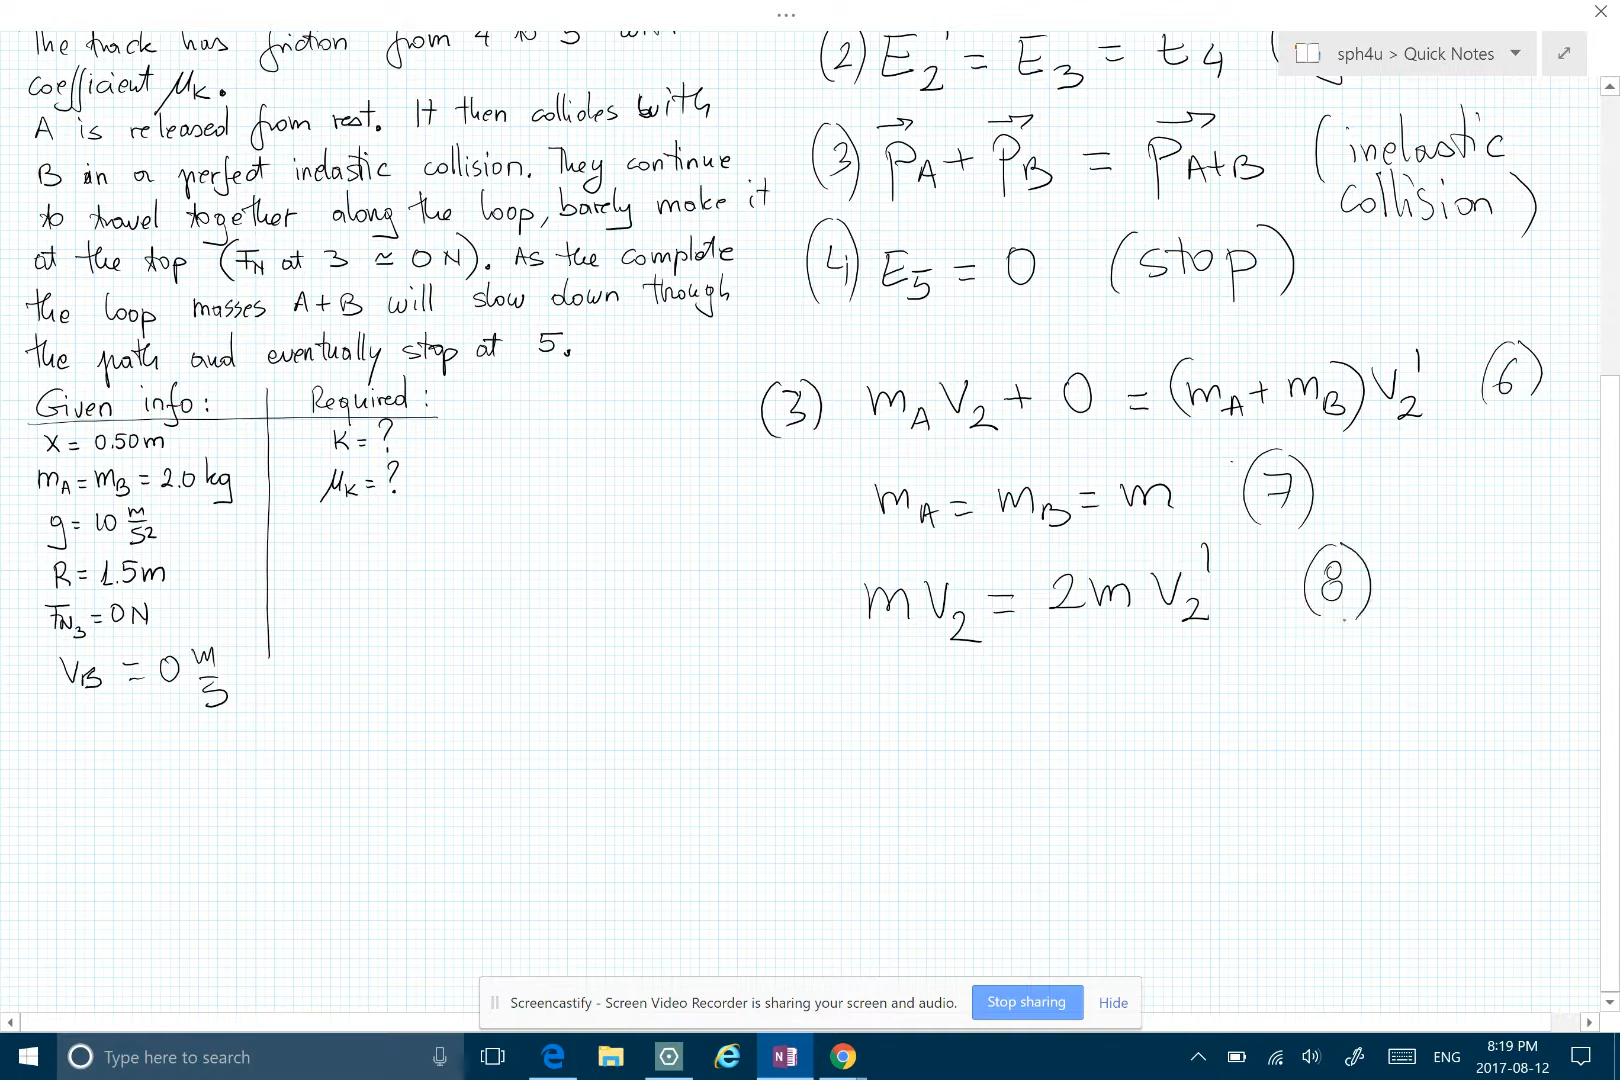 sph4u > Quick Notes
The track has friction from 4 to 5 with
coefficient μK.
A is released from rest. It then collides with
B in a perfect inelastic collision. They continue
to travel together along the loop, barely make it
at the top (FN at 3 ≃ 0 N). As the complete
the loop masses A+B will slow down though
the path and eventually stop at 5.
Given info:
x = 0.50 m
mA = mB = 2.0 kg
g = 10 m/s2
R = 1.5 m
FN3 = 0 N
VB = 0 m/s
Required:
K = ?
μK = ?
(2) E2' = E3 = E4
(3) →PA + →PB = →PA+B (inelastic
collision)
(4) E5 = 0 (stop)
(3) mA V2 + 0 = (mA + mB) V2' (6)
mA = mB = m (7)
m V2 = 2m V2' (8)
Screencastify - Screen Video Recorder is sharing your screen and audio. Stop sharing Hide
Type here to search
ENG
8:19 PM
2017-08-12